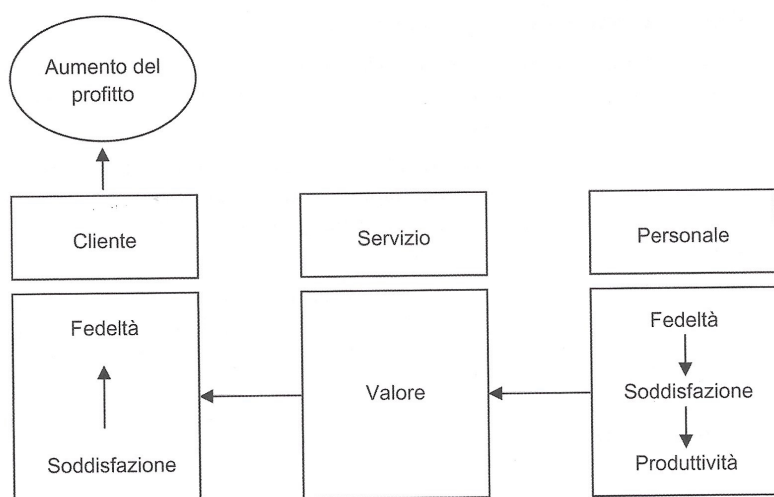 Aumento del
profitto
Cliente
Servizio
Personale
Fedeltà
Soddisfazione
Valore
Fedeltà
Soddisfazione
Produttività